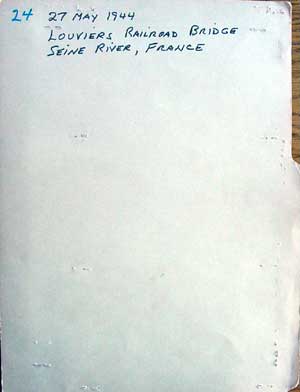 24 27 MAY 1944
LOUVIERS RAILROAD BRIDGE
SEINE RIVER, FRANCE